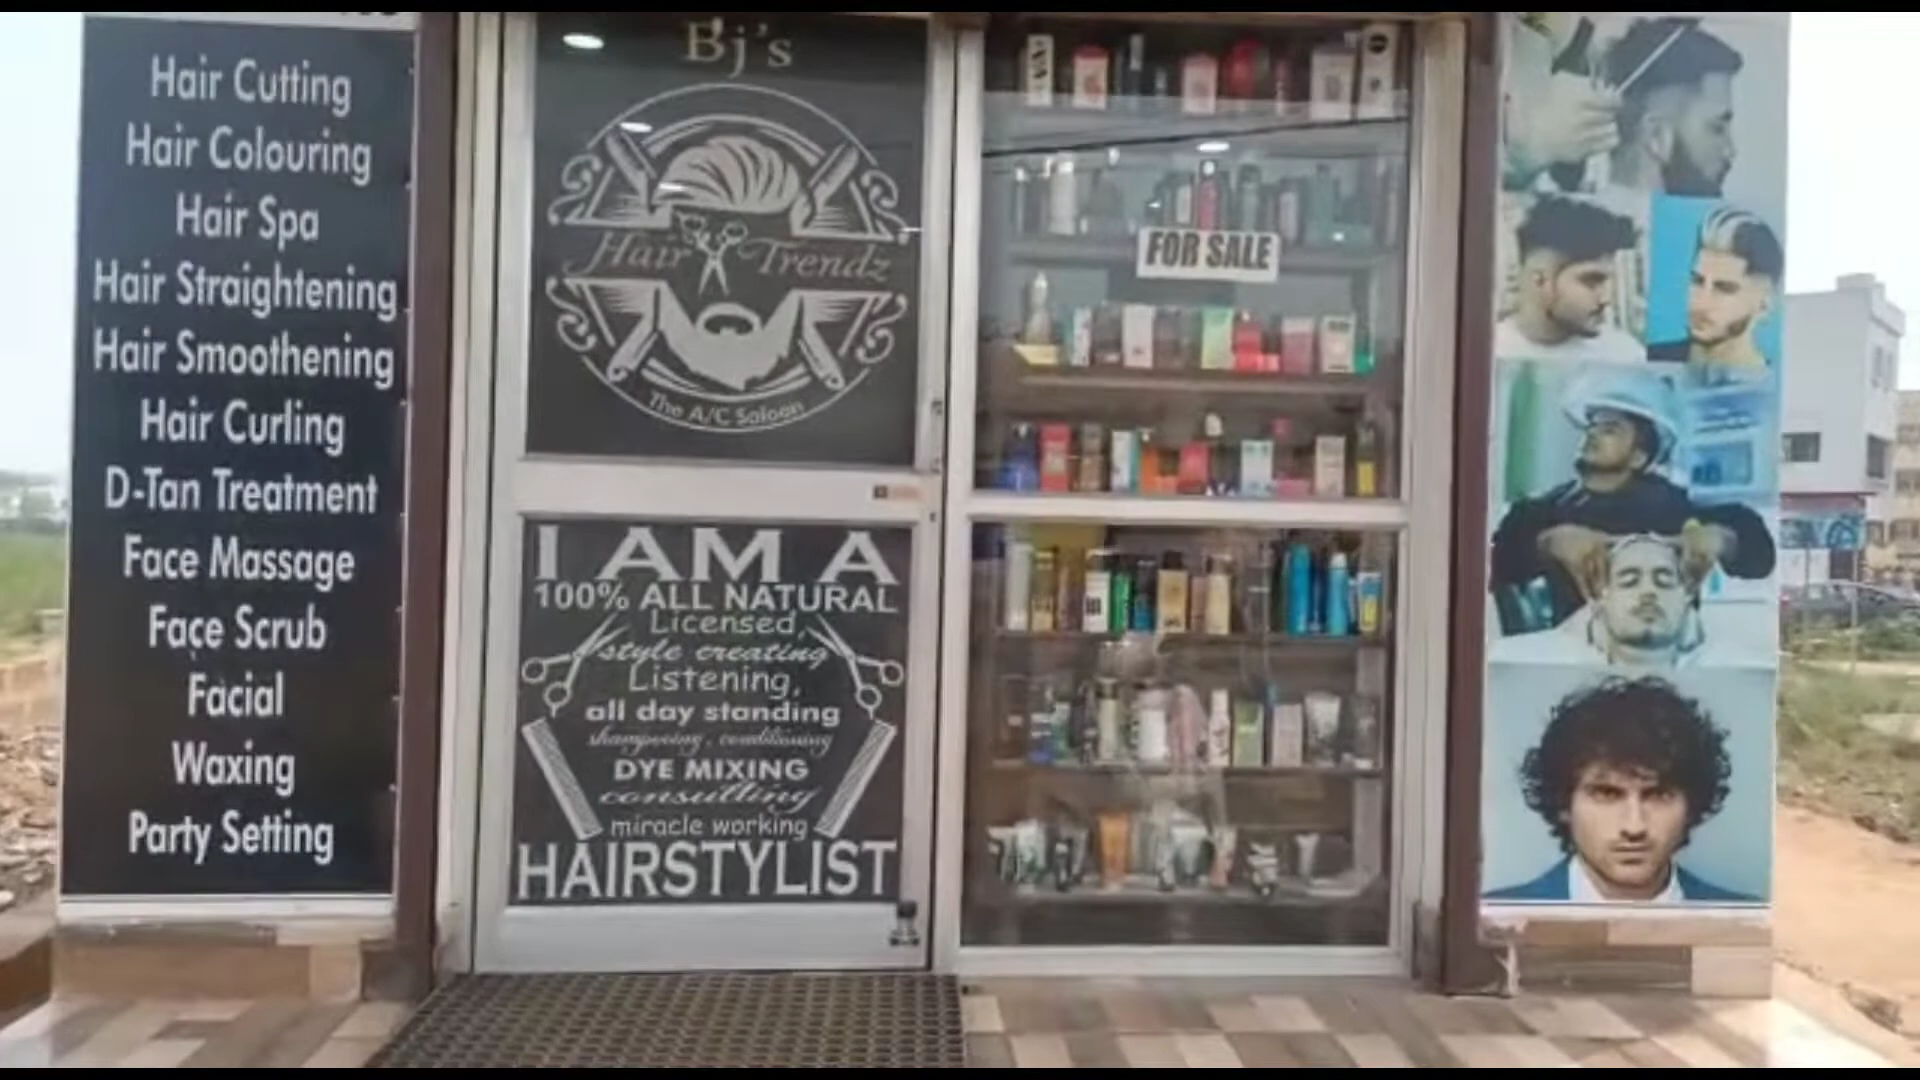 Hair Cutting
Hair Colouring
Hair Spa
Hair Straightening
Hair Smoothening
Hair Curling
D-Tan Treatment
Face Massage
Face Scrub
Facial
Waxing
Party Setting
Bj's
Hair Trendz
The A/C Saloon
I AM A
100% ALL NATURAL
Licensed,
style creating
Listening,
all day standing
shampooing, conditioning
DYE MIXING
consulting
miracle working
HAIRSTYLIST
FOR SALE